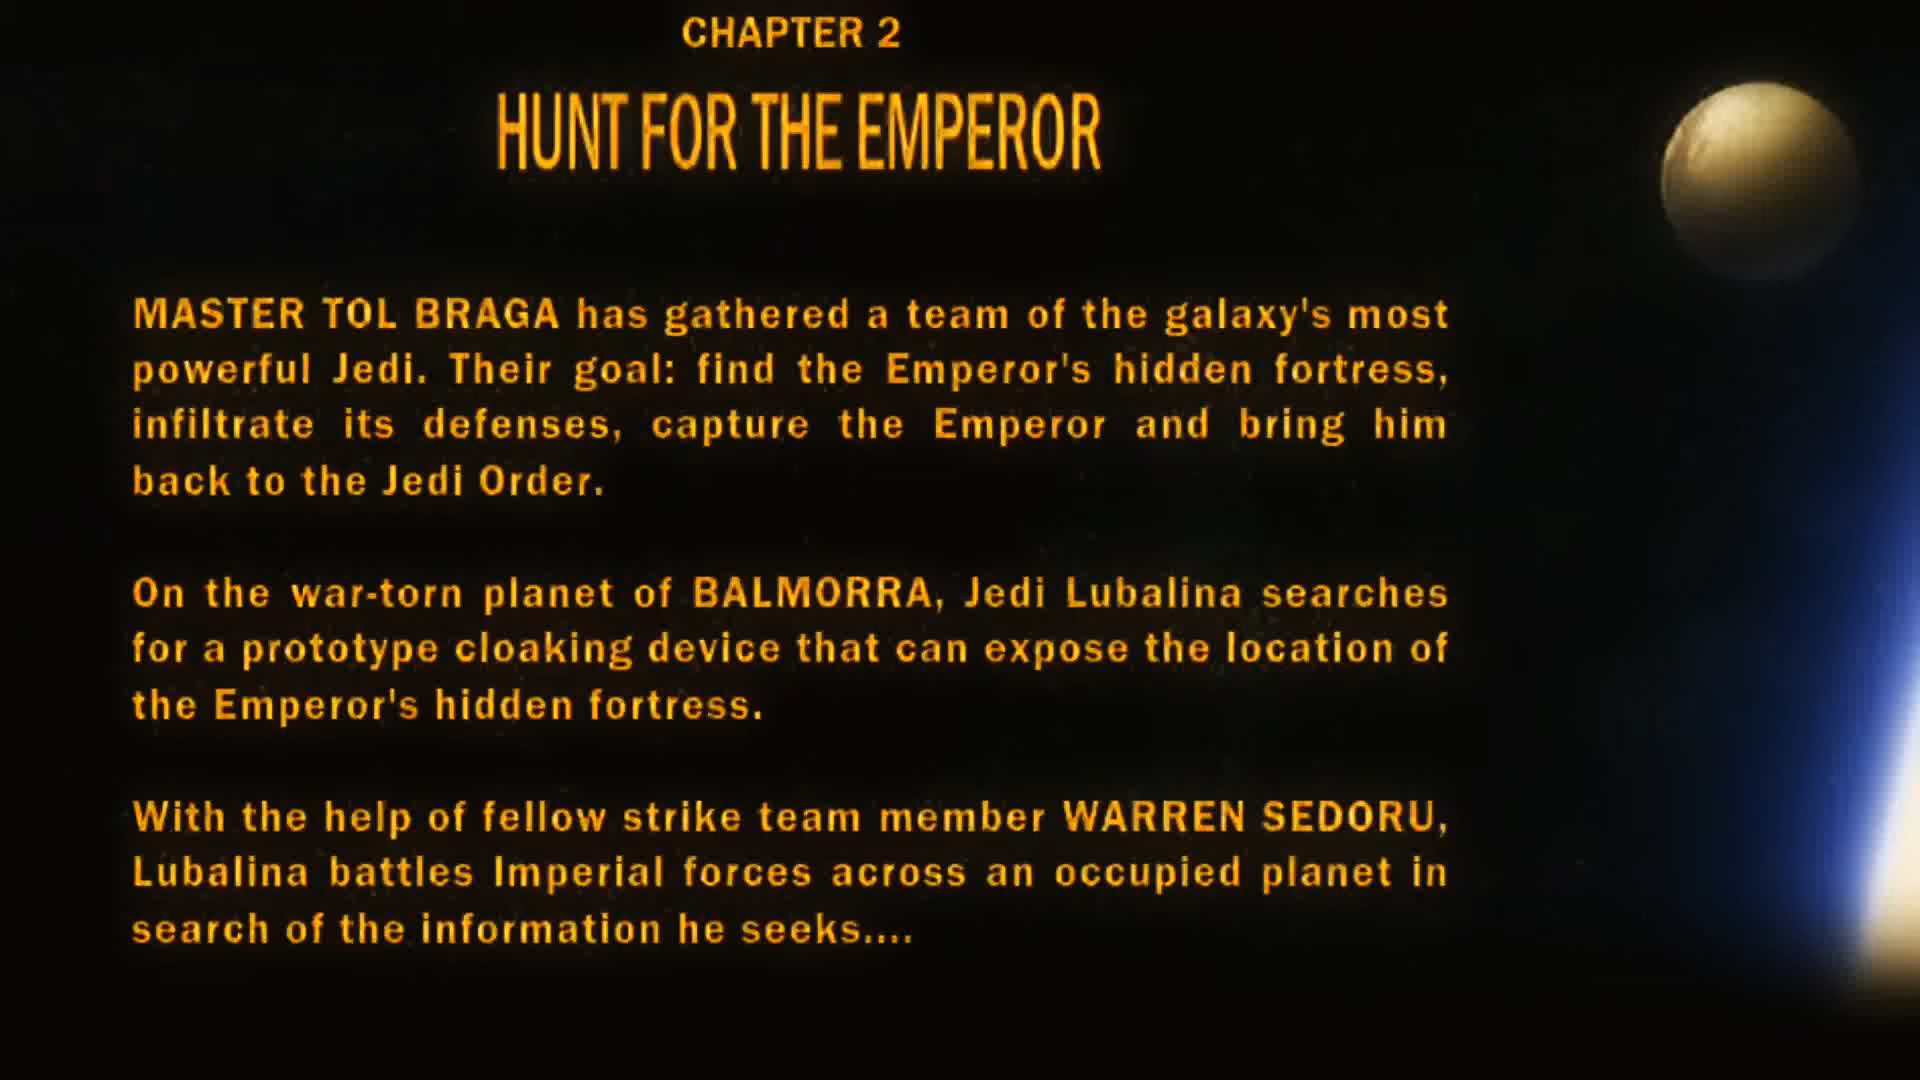 CHAPTER 2
HUNT FOR THE EMPEROR
MASTER TOL BRAGA has gathered a team of the galaxy's most
powerful Jedi. Their goal: find the Emperor's hidden fortress,
infiltrate its defenses, capture the Emperor and bring him
back to the Jedi Order.
On the war-torn planet of BALMORRA, Jedi Lubalina searches
for a prototype cloaking device that can expose the location of
the Emperor's hidden fortress.
With the help of fellow strike team member WARREN SEDORU,
Lubalina battles Imperial forces across an occupied planet in
search of the information he seeks....